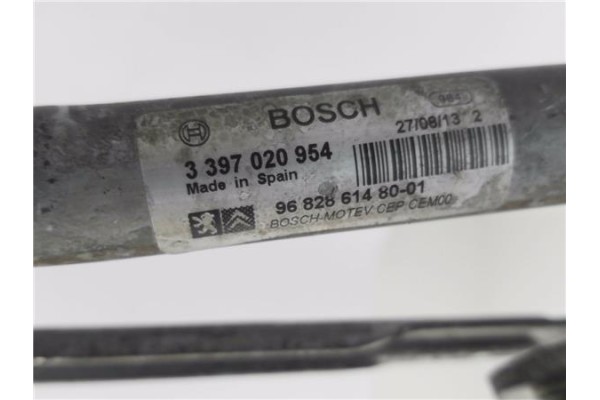 BOSCH
27/08/13 2
3 397 020 954
Made in Spain
96 828 614 80-01
BOSCH-MOTEV CEP CEM00